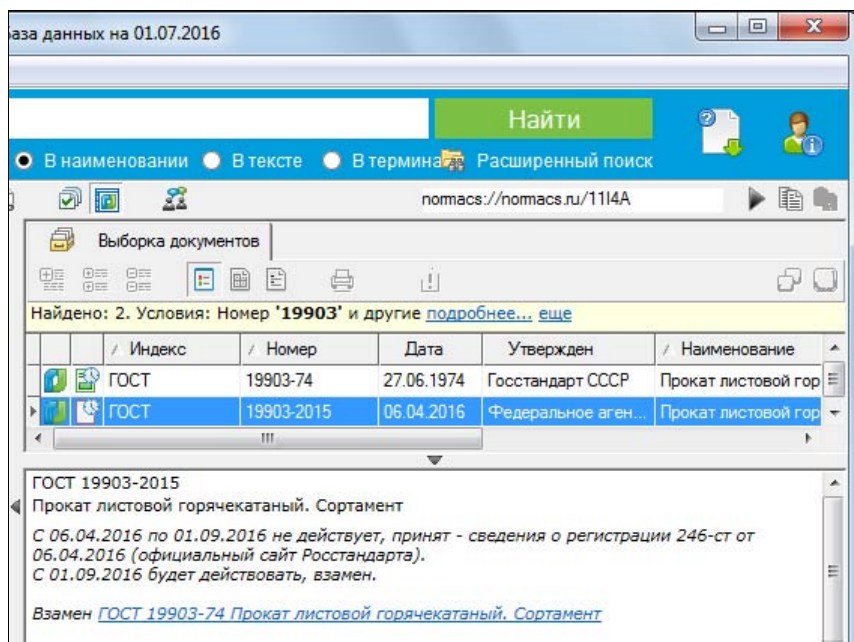 аза данных на 01.07.2016
Найти
В наименовании В тексте В термина Расширенный поиск
normacs://normacs.ru/11I4A
Выборка документов
Найдено: 2. Условия: Номер '19903' и другие подробнее... еще
Индекс Номер Дата Утвержден Наименование
ГОСТ 19903-74 27.06.1974 Госстандарт СССР Прокат листовой гор
ГОСТ 19903-2015 06.04.2016 Федеральное аген... Прокат листовой гор
ГОСТ 19903-2015
Прокат листовой горячекатаный. Сортамент
С 06.04.2016 по 01.09.2016 не действует, принят - сведения о регистрации 246-ст от
06.04.2016 (официальный сайт Росстандарта).
С 01.09.2016 будет действовать, взамен.
Взамен ГОСТ 19903-74 Прокат листовой горячекатаный. Сортамент